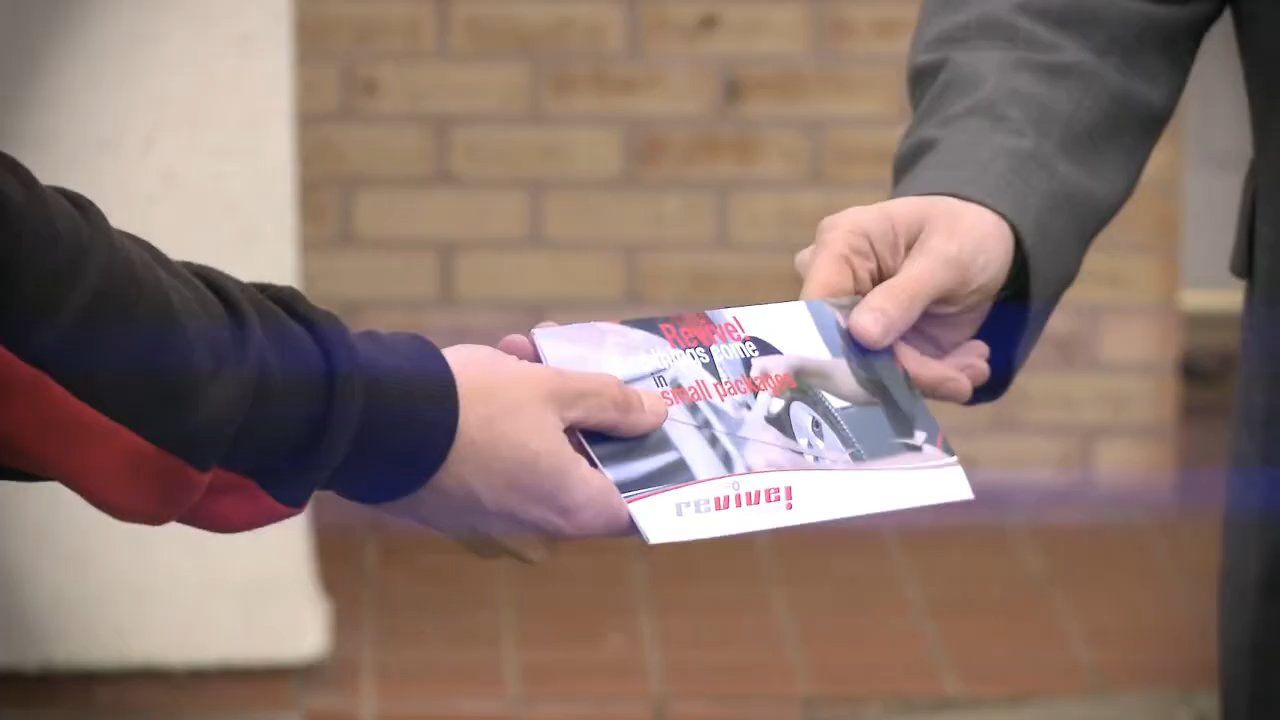 Revive!
things come
in
small packages
revive!